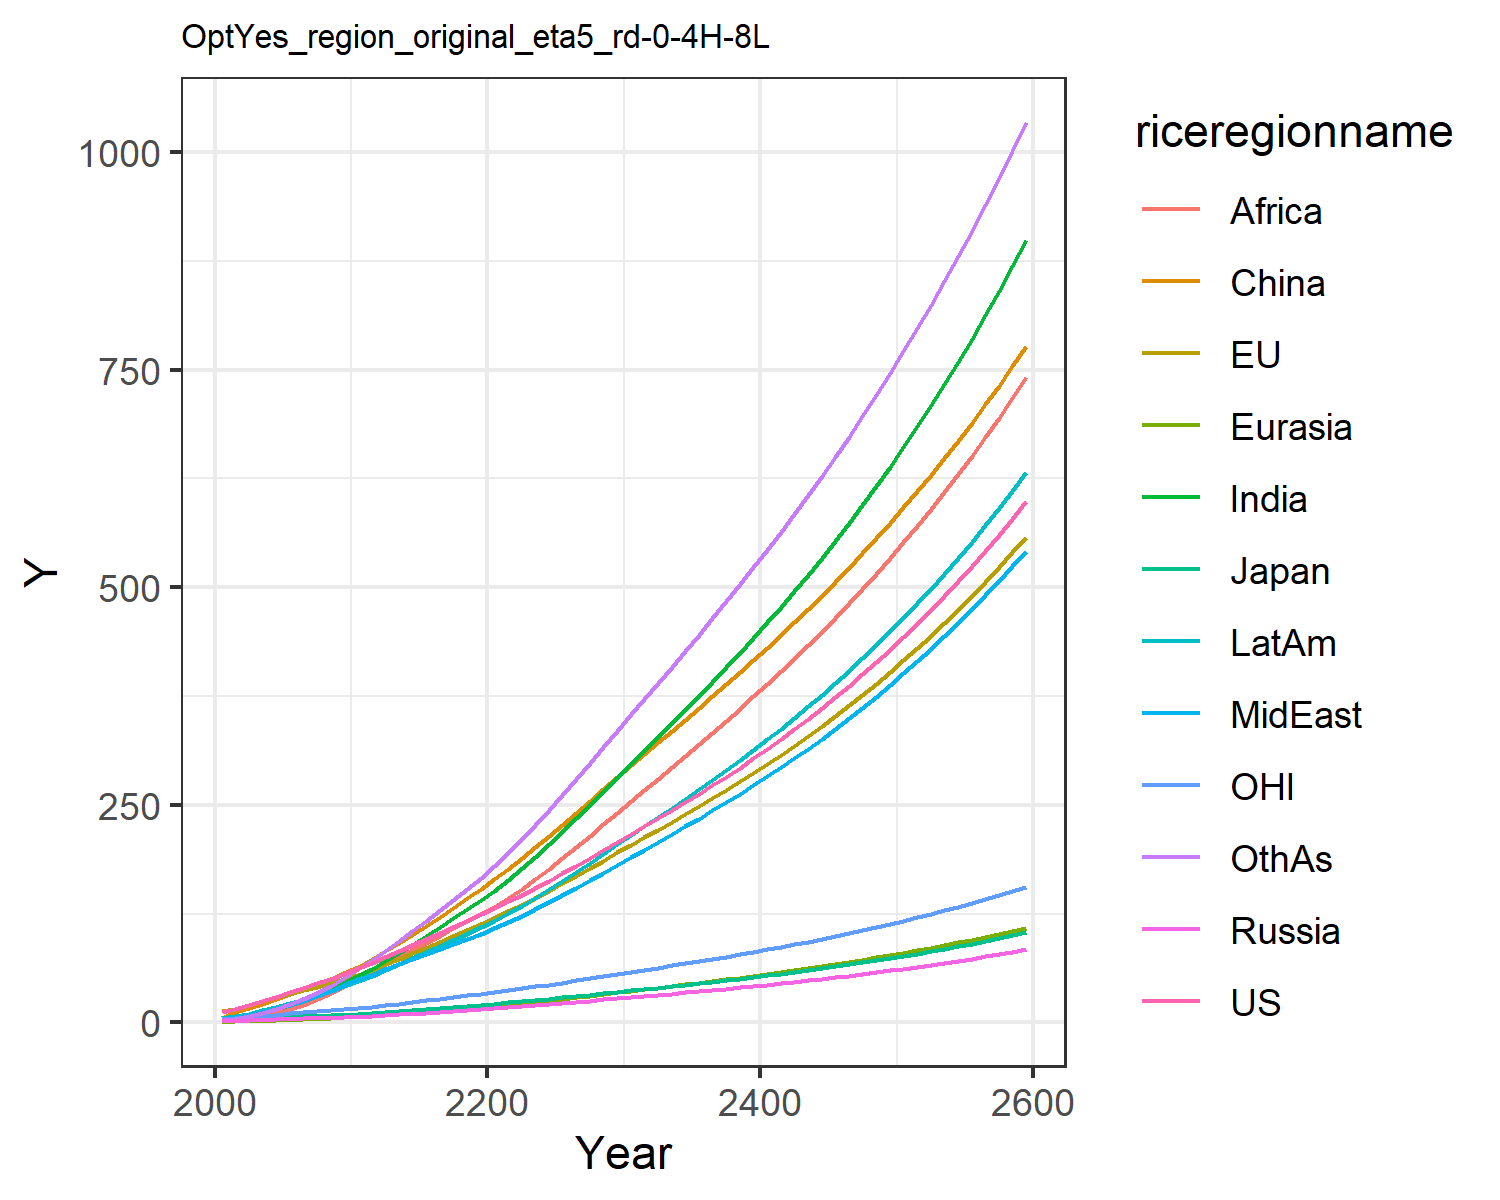 OptYes_region_original_eta5_rd-0-4H-8L
1000
750
500
250
0
Y
2000 2200 2400 2600
Year
riceregionname
Africa
China
EU
Eurasia
India
Japan
LatAm
MidEast
OHI
OthAs
Russia
US